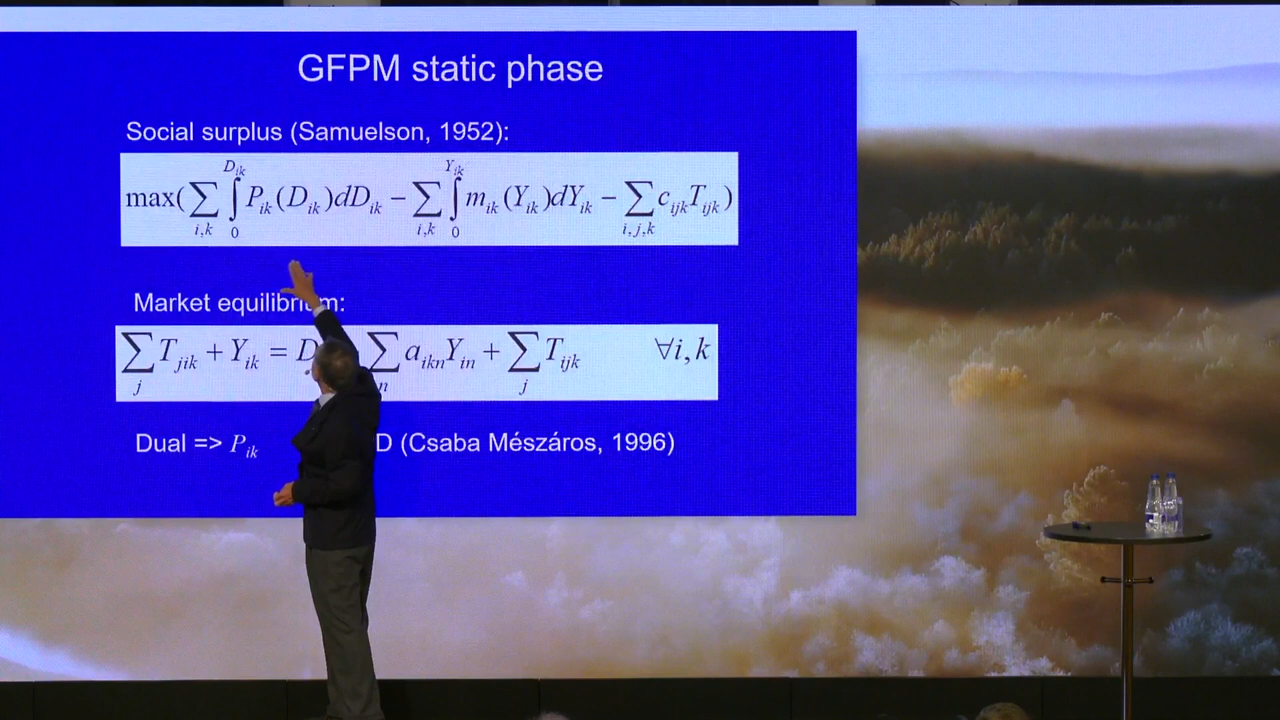 GFPM static phase
Social surplus (Samuelson, 1952):
max(∑_{i,k} ∫_0^{D_{ik}} P_{ik}(D_{ik})dD_{ik} − ∑_{i,k} ∫_0^{Y_{ik}} m_{ik}(Y_{ik})dY_{ik} − ∑_{i,j,k} c_{ijk}T_{ijk})
Market equilibrium:
∑_j T_{jik} + Y_{ik} = D ∑_n a_{ikn}Y_{in} + ∑_j T_{ijk} ∀i,k
Dual => P_{ik} D (Csaba Mészáros, 1996)